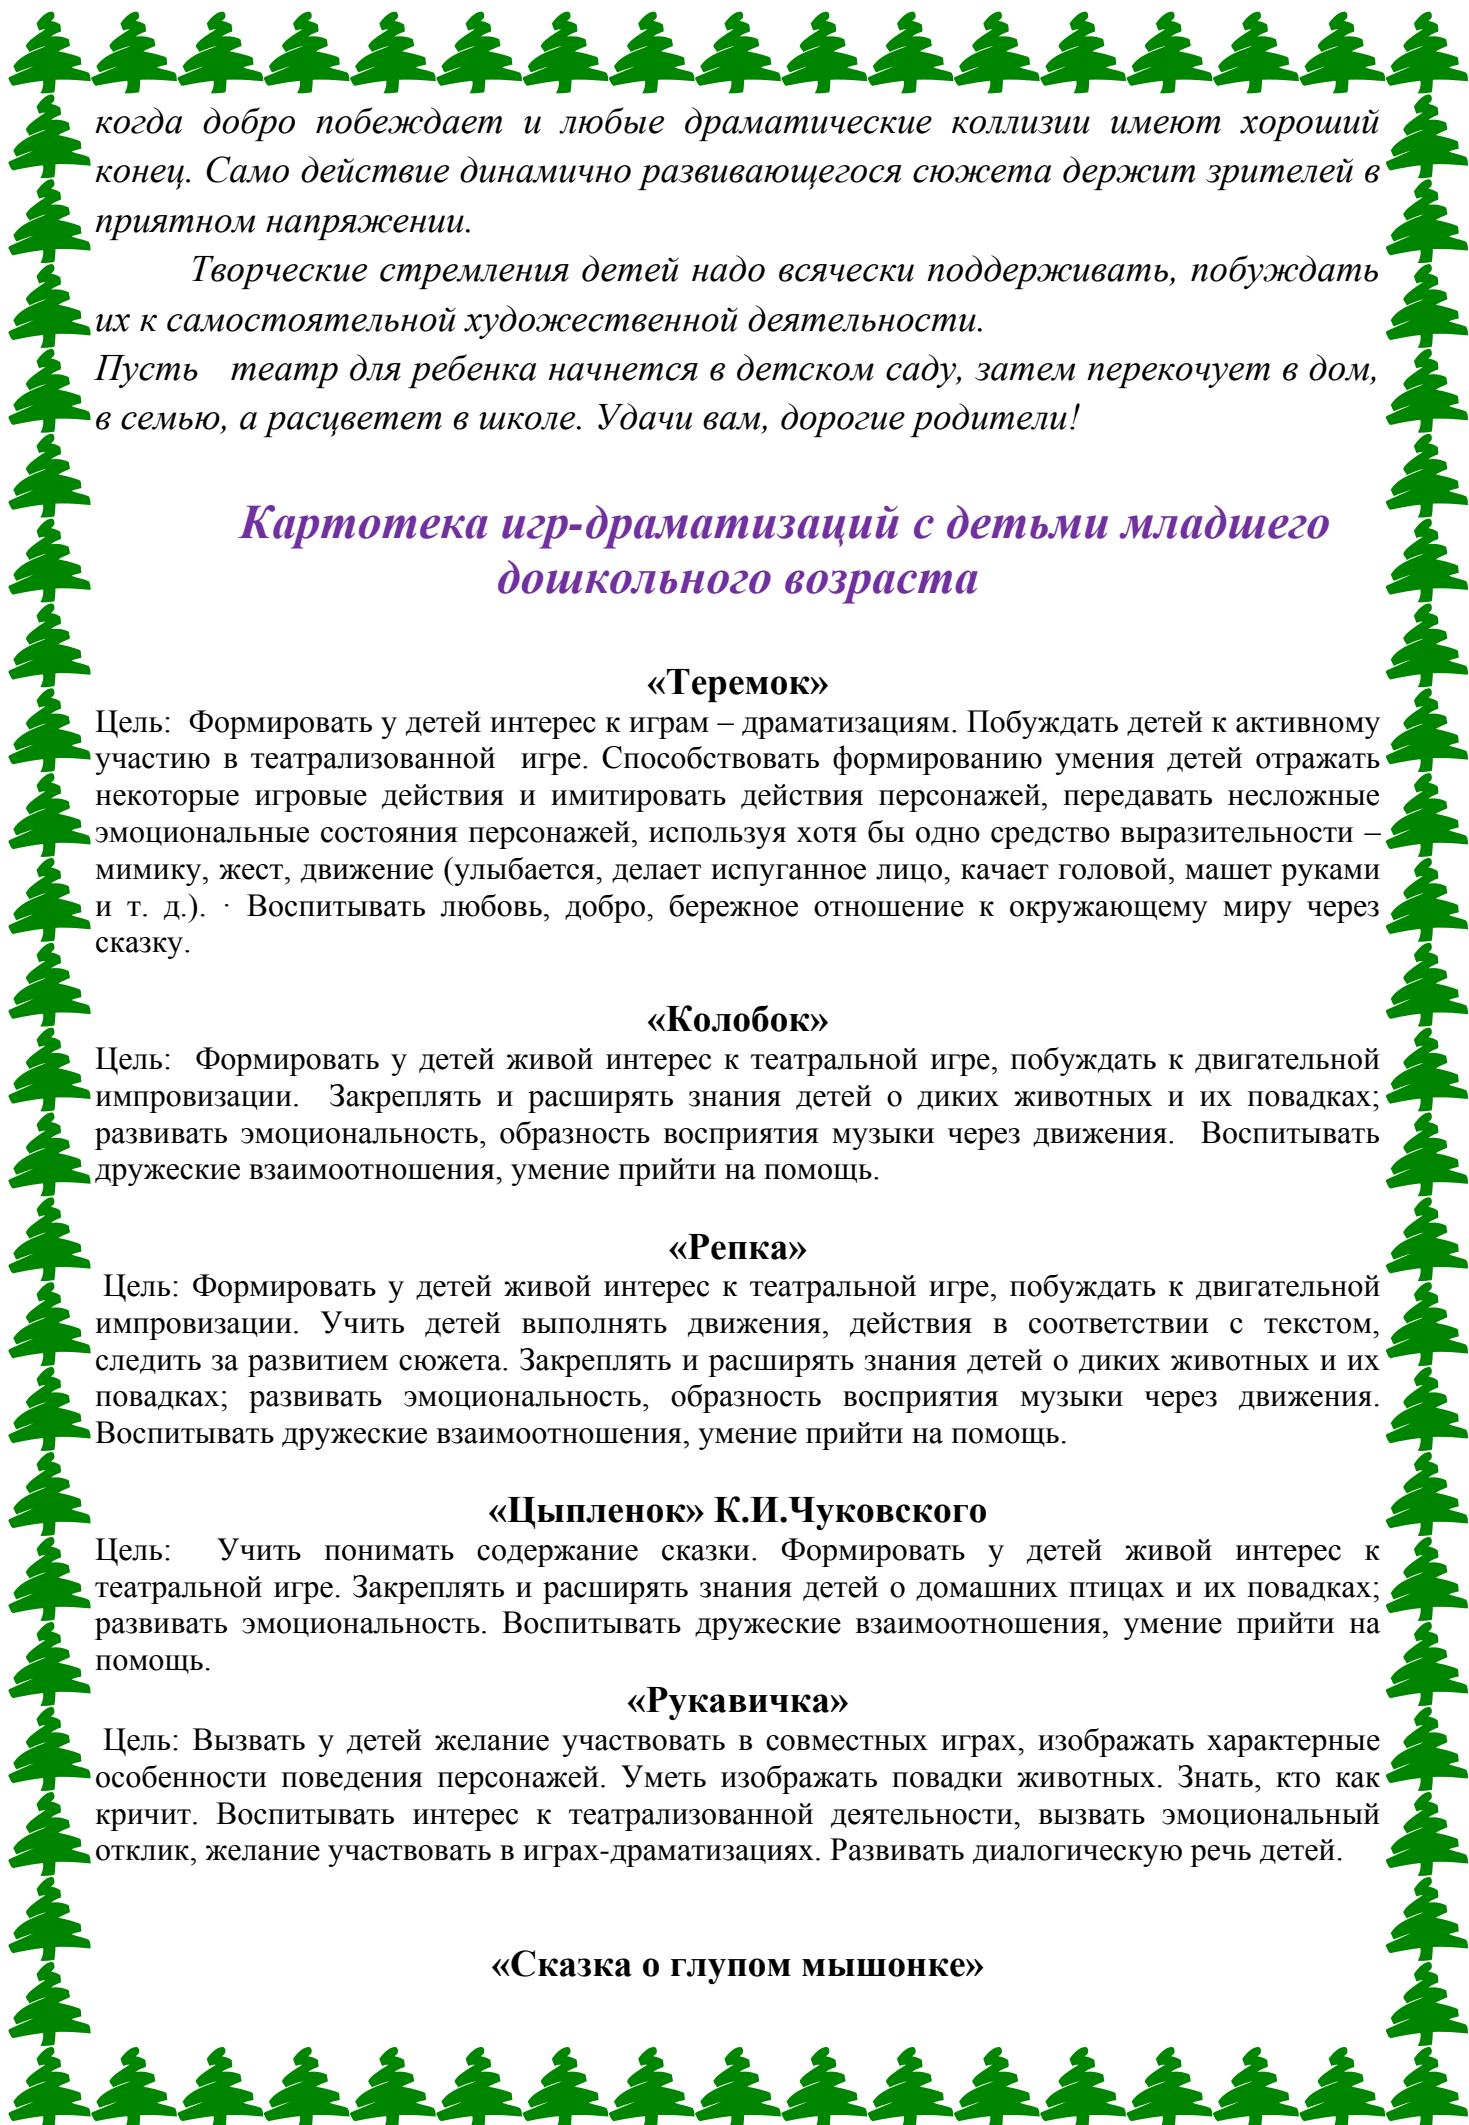 когда добро побеждает и любые драматические коллизии имеют хороший
конец. Само действие динамично развивающегося сюжета держит зрителей в
приятном напряжении.
Творческие стремления детей надо всячески поддерживать, побуждать
их к самостоятельной художественной деятельности.
Пусть театр для ребенка начнется в детском саду, затем перекочует в дом,
в семью, а расцветет в школе. Удачи вам, дорогие родители!
Картотека игр-драматизаций с детьми младшего
дошкольного возраста
«Теремок»
Цель: Формировать у детей интерес к играм – драматизациям. Побуждать детей к активному
участию в театрализованной игре. Способствовать формированию умения детей отражать
некоторые игровые действия и имитировать действия персонажей, передавать несложные
эмоциональные состояния персонажей, используя хотя бы одно средство выразительности –
мимику, жест, движение (улыбается, делает испуганное лицо, качает головой, машет руками
и т. д.). · Воспитывать любовь, добро, бережное отношение к окружающему миру через
сказку.
«Колобок»
Цель: Формировать у детей живой интерес к театральной игре, побуждать к двигательной
импровизации. Закреплять и расширять знания детей о диких животных и их повадках;
развивать эмоциональность, образность восприятия музыки через движения. Воспитывать
дружеские взаимоотношения, умение прийти на помощь.
«Репка»
Цель: Формировать у детей живой интерес к театральной игре, побуждать к двигательной
импровизации. Учить детей выполнять движения, действия в соответствии с текстом,
следить за развитием сюжета. Закреплять и расширять знания детей о диких животных и их
повадках; развивать эмоциональность, образность восприятия музыки через движения.
Воспитывать дружеские взаимоотношения, умение прийти на помощь.
«Цыпленок» К.И.Чуковского
Цель: Учить понимать содержание сказки. Формировать у детей живой интерес к
театральной игре. Закреплять и расширять знания детей о домашних птицах и их повадках;
развивать эмоциональность. Воспитывать дружеские взаимоотношения, умение прийти на
помощь.
«Рукавичка»
Цель: Вызвать у детей желание участвовать в совместных играх, изображать характерные
особенности поведения персонажей. Уметь изображать повадки животных. Знать, кто как
кричит. Воспитывать интерес к театрализованной деятельности, вызвать эмоциональный
отклик, желание участвовать в играх-драматизациях. Развивать диалогическую речь детей.
«Сказка о глупом мышонке»